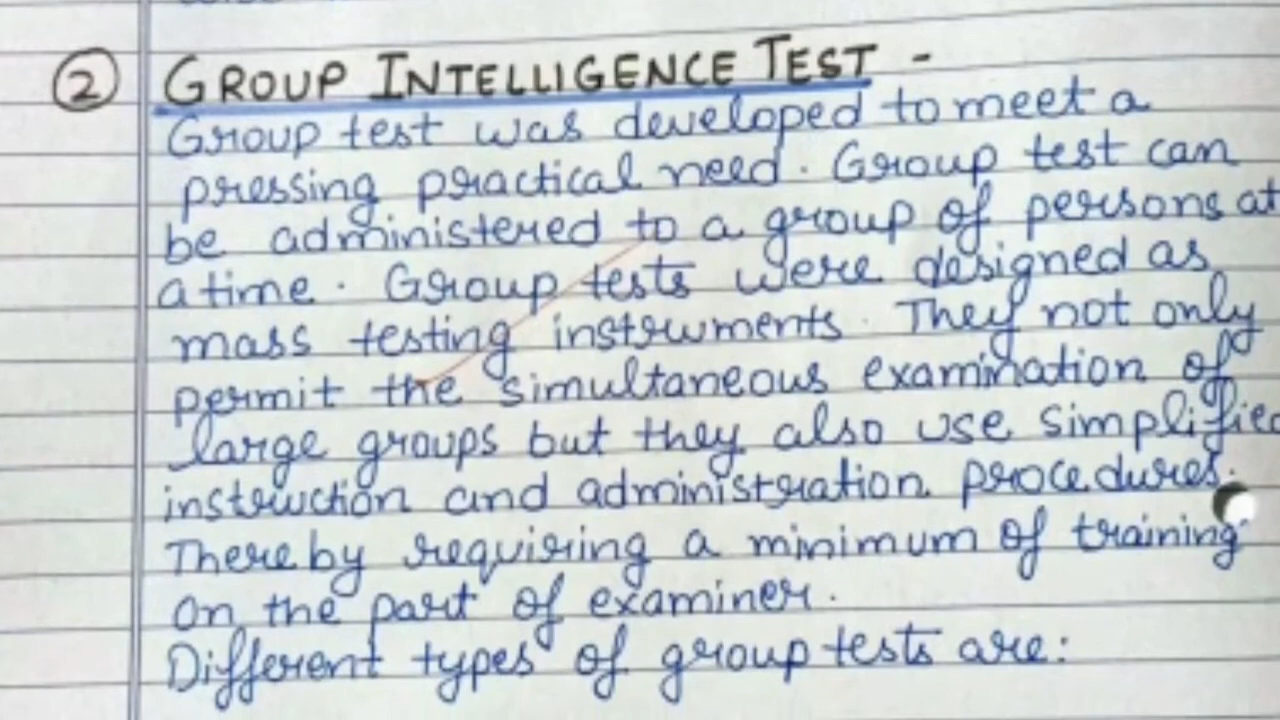 ② GROUP INTELLIGENCE TEST -
Group test was developed to meet a
pressing practical need. Group test can
be administered to a group of persons at
a time. Group tests were designed as
mass testing instruments. They not only
permit the simultaneous examination of
large groups but they also use simplified
instruction and administration procedures.
Thereby requiring a minimum of training
on the part of examiner.
Different types of group tests are: